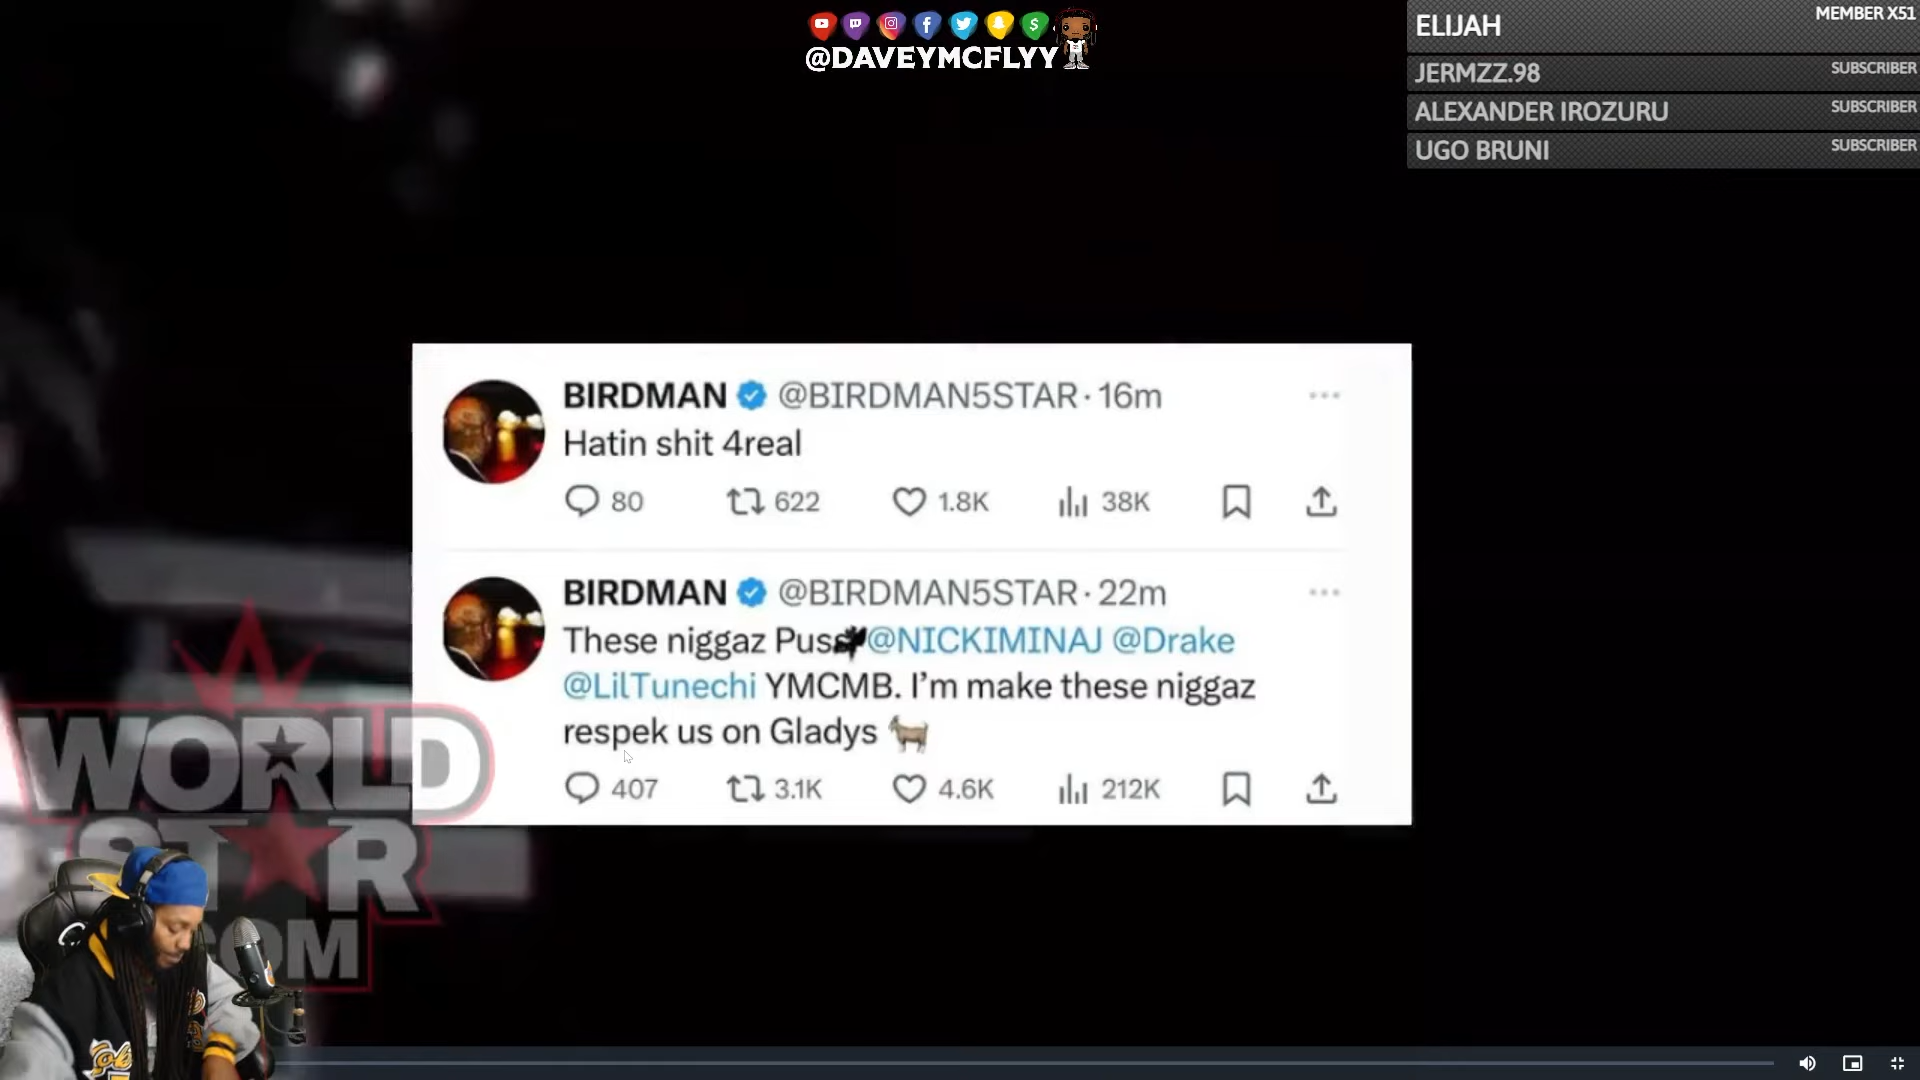 @DAVEYMCFLYY
ELIJAH
MEMBER X51
JERMZZ.98
SUBSCRIBER
ALEXANDER IROZURU
SUBSCRIBER
UGO BRUNI
SUBSCRIBER
BIRDMAN @BIRDMAN5STAR · 16m
Hatin shit 4real
80 622 1.8K 38K
BIRDMAN @BIRDMAN5STAR · 22m
These niggaz Puss @NICKIMINAJ @Drake
@LilTunechi YMCMB. I'm make these niggaz
respek us on Gladys 🐐
407 3.1K 4.6K 212K
WORLD
STAR
.COM